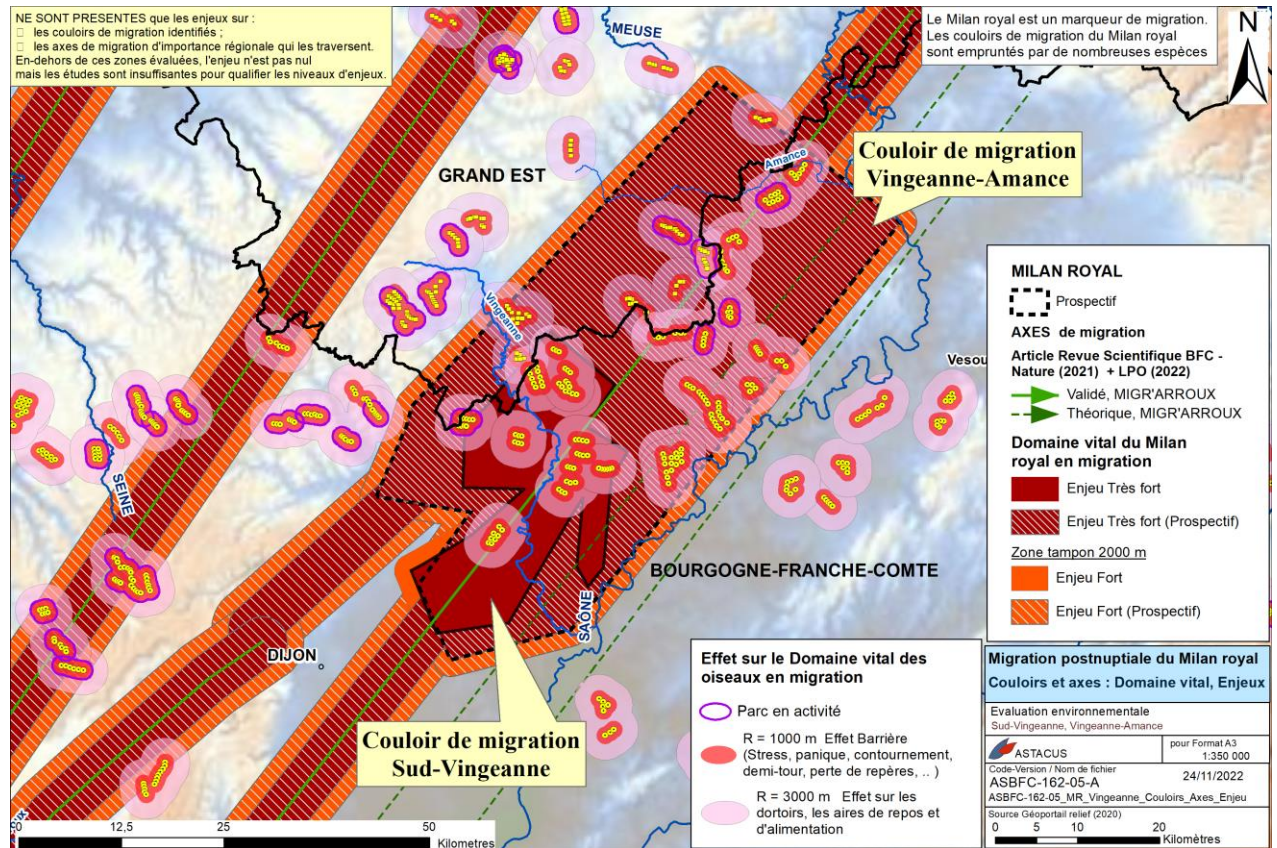 NE SONT PRESENTES que les enjeux sur :
□ les couloirs de migration identifiés ;
□ les axes de migration d'importance régionale qui les traversent.
En-dehors de ces zones évaluées, l'enjeu n'est pas nul
mais les études sont insuffisantes pour qualifier les niveaux d'enjeux.
MEUSE
Le Milan royal est un marqueur de migration.
Les couloirs de migration du Milan royal
sont empruntés par de nombreuses espèces
N
Couloir de migration
Vingeanne-Amance
Amance
GRAND EST
Vingeanne
SEINE
Vesou
MILAN ROYAL
Prospectif
AXES de migration
Article Revue Scientifique BFC -
Nature (2021) + LPO (2022)
Validé, MIGR'ARROUX
Théorique, MIGR'ARROUX
Domaine vital du Milan
royal en migration
Enjeu Très fort
Enjeu Très fort (Prospectif)
Zone tampon 2000 m
Enjeu Fort
Enjeu Fort (Prospectif)
BOURGOGNE-FRANCHE-COMTE
SAÔNE
DIJON
Couloir de migration
Sud-Vingeanne
Effet sur le Domaine vital des
oiseaux en migration
Parc en activité
R = 1000 m Effet Barrière
(Stress, panique, contournement,
demi-tour, perte de repères, .. )
R = 3000 m Effet sur les
dortoirs, les aires de repos et
d'alimentation
Migration postnuptiale du Milan royal
Couloirs et axes : Domaine vital, Enjeux
Evaluation environnementale
Sud-Vingeanne, Vingeanne-Amance
ASTACUS
pour Format A3
1:350 000
Code-Version / Nom de fichier
ASBFC-162-05-A
24/11/2022
ASBFC-162-05_MR_Vingeanne_Couloirs_Axes_Enjeu
Source Géoportail relief (2020)
0 5 10 20
Kilomètres
0 12,5 25 50
Kilometres